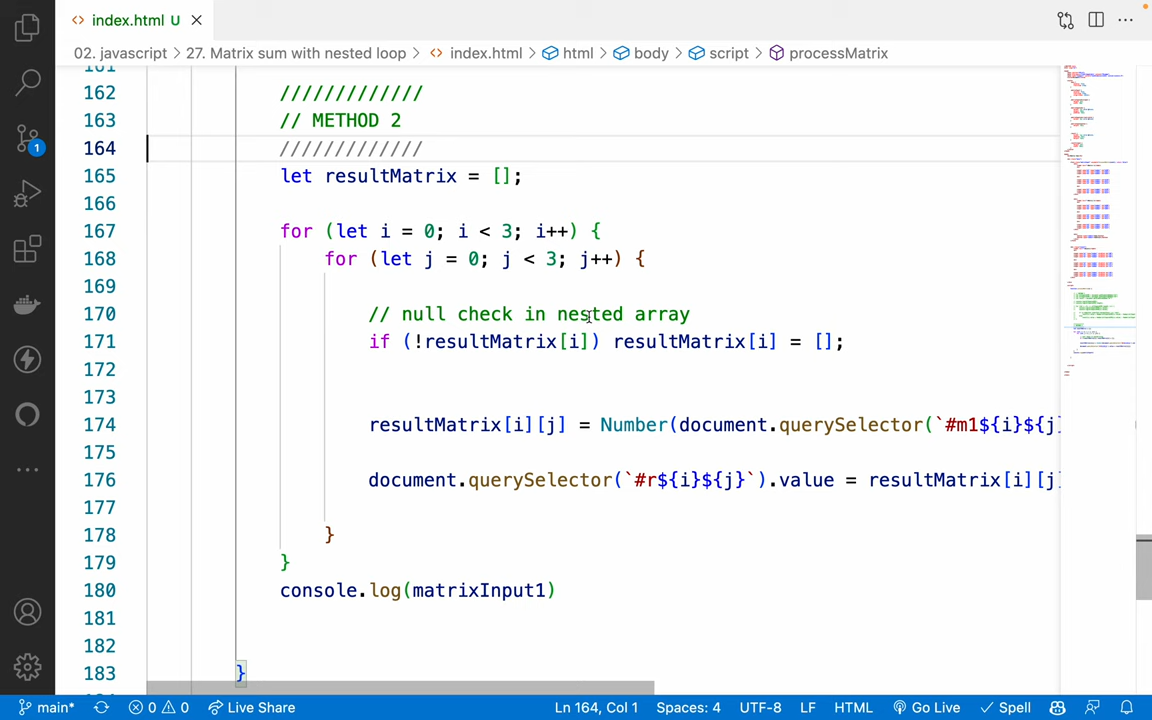 index.html U
02. javascript > 27. Matrix sum with nested loop > index.html > html > body > script > processMatrix
161
162 /////////////
163 // METHOD 2
164 /////////////
165 let resultMatrix = [];
166
167 for (let i = 0; i < 3; i++) {
168 for (let j = 0; j < 3; j++) {
169
170 // null check in nested array
171 if (!resultMatrix[i]) resultMatrix[i] = [];
172
173
174 resultMatrix[i][j] = Number(document.querySelector(`#m1${i}${j}
175
176 document.querySelector(`#r${i}${j}`).value = resultMatrix[i][j]
177
178 }
179 }
180 console.log(matrixInput1)
181
182
183 }
1
main* 0 0 Live Share Ln 164, Col 1 Spaces: 4 UTF-8 LF HTML Go Live Spell